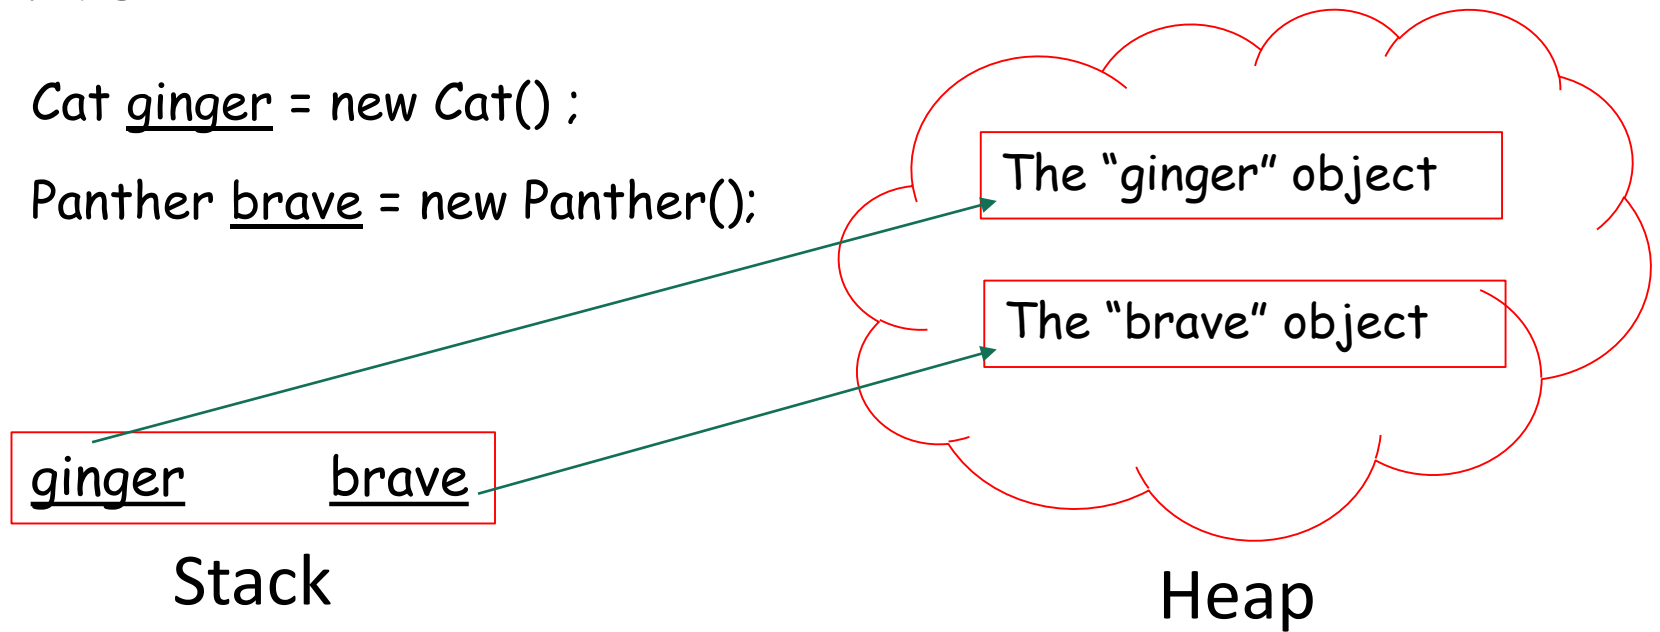 Cat ginger = new Cat() ;
Panther brave = new Panther();
The “ginger” object
The “brave” object
ginger brave
Stack
Heap